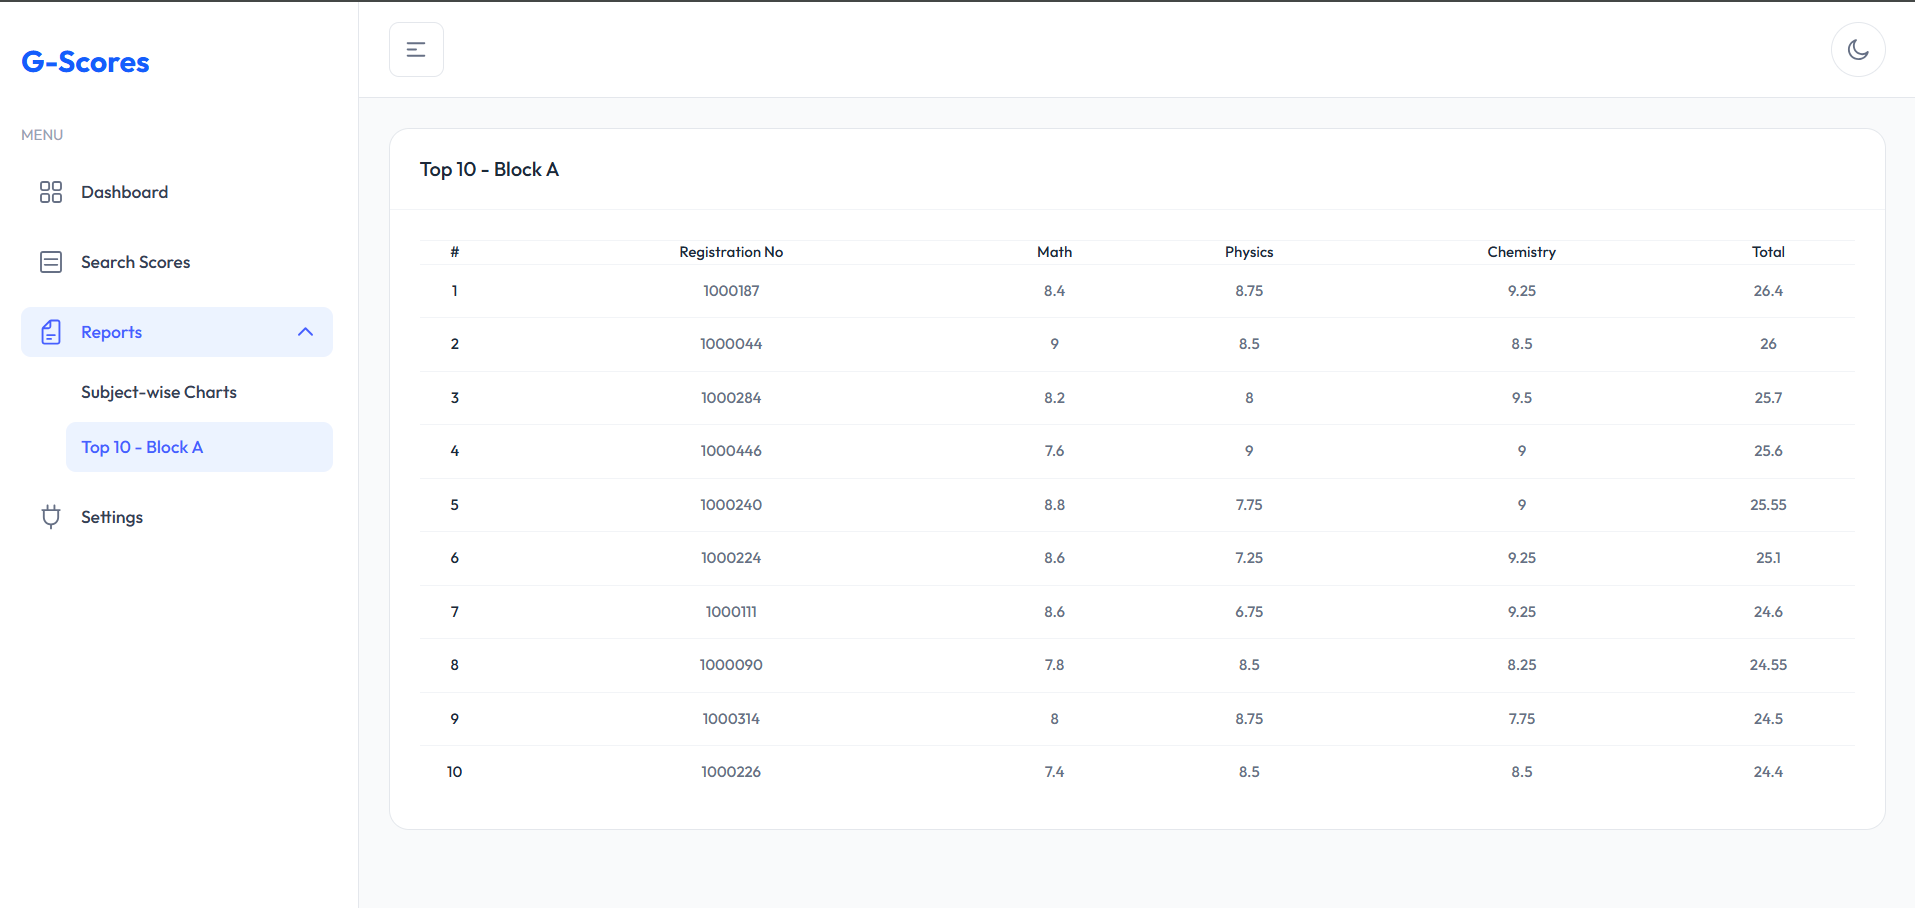 G-Scores
MENU
Dashboard
Search Scores
Reports
Subject-wise Charts
Top 10 - Block A
Settings
Top 10 - Block A
# Registration No Math Physics Chemistry Total
1 1000187 8.4 8.75 9.25 26.4
2 1000044 9 8.5 8.5 26
3 1000284 8.2 8 9.5 25.7
4 1000446 7.6 9 9 25.6
5 1000240 8.8 7.75 9 25.55
6 1000224 8.6 7.25 9.25 25.1
7 1000111 8.6 6.75 9.25 24.6
8 1000090 7.8 8.5 8.25 24.55
9 1000314 8 8.75 7.75 24.5
10 1000226 7.4 8.5 8.5 24.4